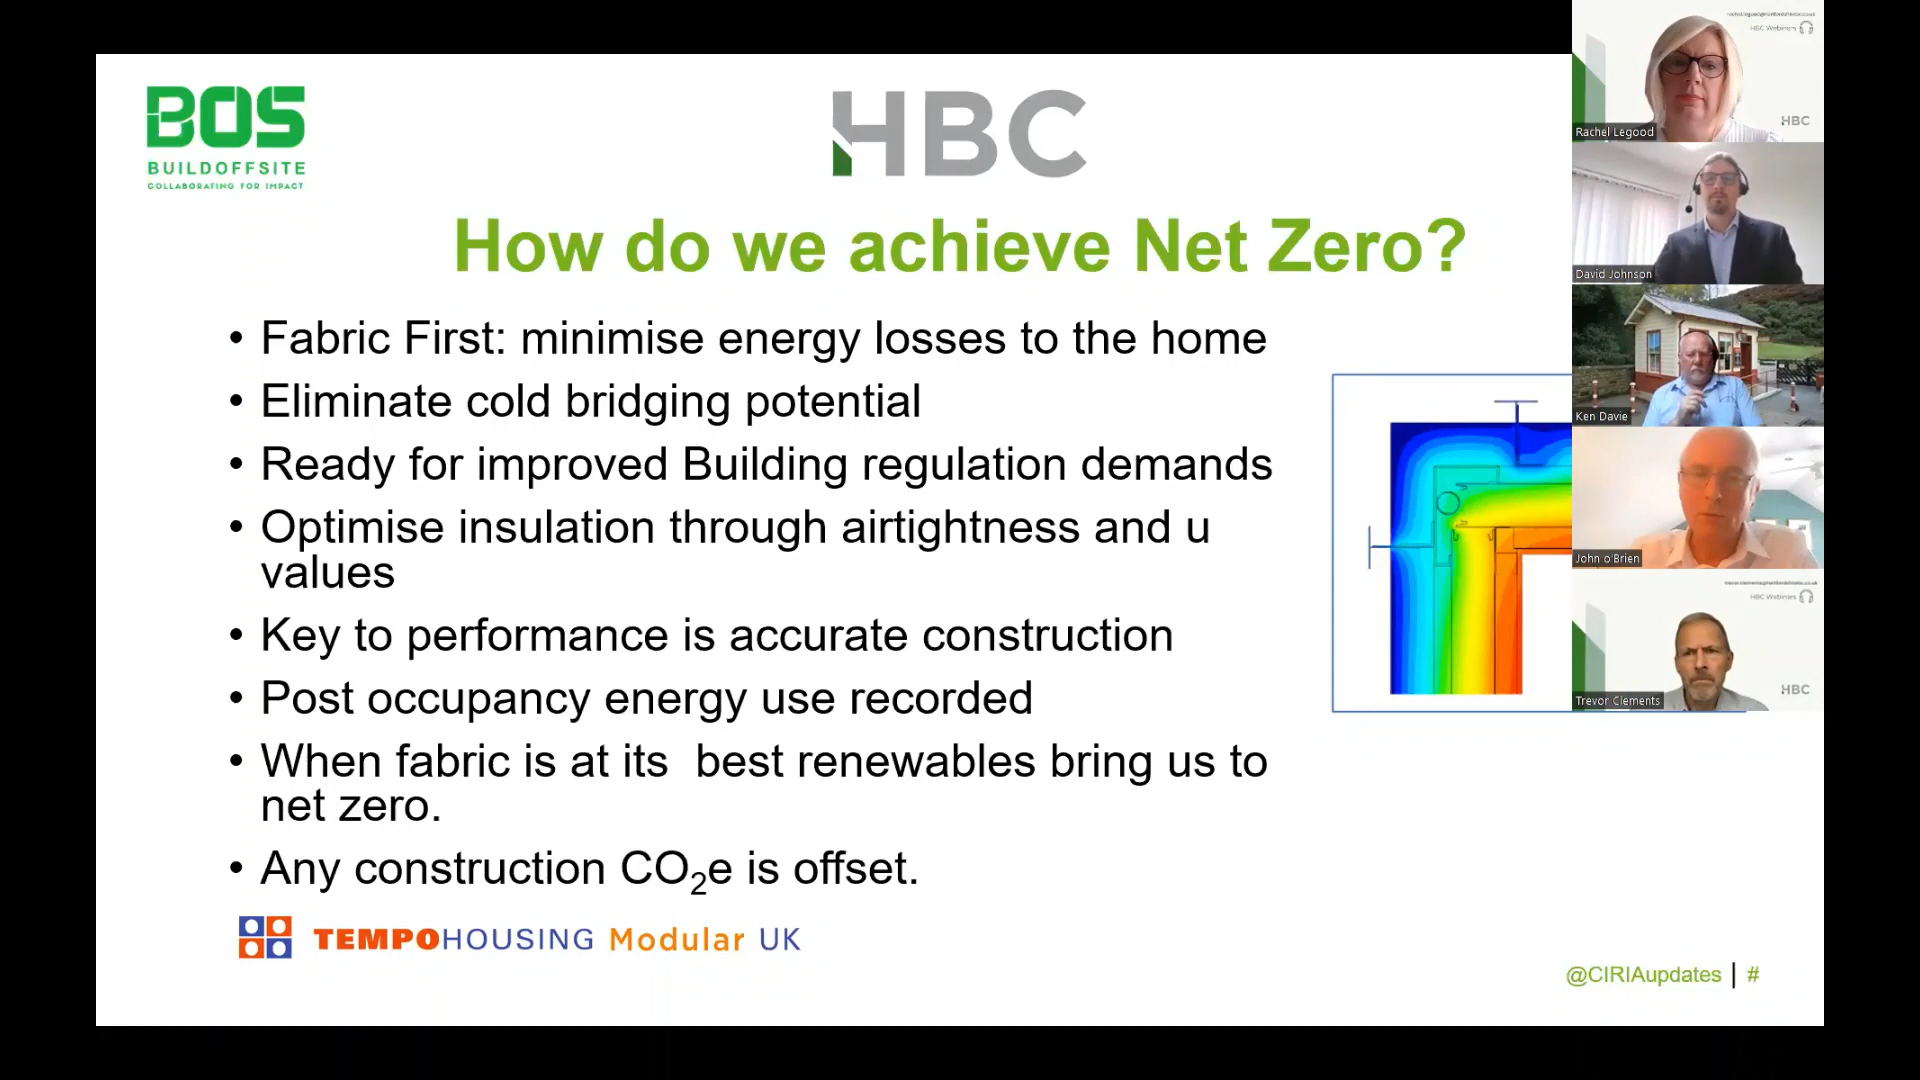 BOS
BUILDOFFSITE
COLLABORATING FOR IMPACT
HBC
How do we achieve Net Zero?
• Fabric First: minimise energy losses to the home
• Eliminate cold bridging potential
• Ready for improved Building regulation demands
• Optimise insulation through airtightness and u
values
• Key to performance is accurate construction
• Post occupancy energy use recorded
• When fabric is at its  best renewables bring us to
net zero.
• Any construction CO₂e is offset.
TEMPOHOUSING Modular UK
@CIRIAupdates | #
HBC Webinars
HBC
Rachel Legood
David Johnson
Ken Davie
John o'Brien
HBC Webinars
HBC
Trevor Clements